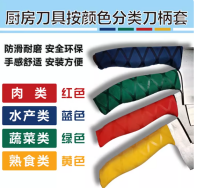 厨房刀具按颜色分类刀柄套
防滑耐磨 安全环保
手感舒适 安装方便
肉类 红色
水产类 蓝色
蔬菜类 绿色
熟食类 黄色